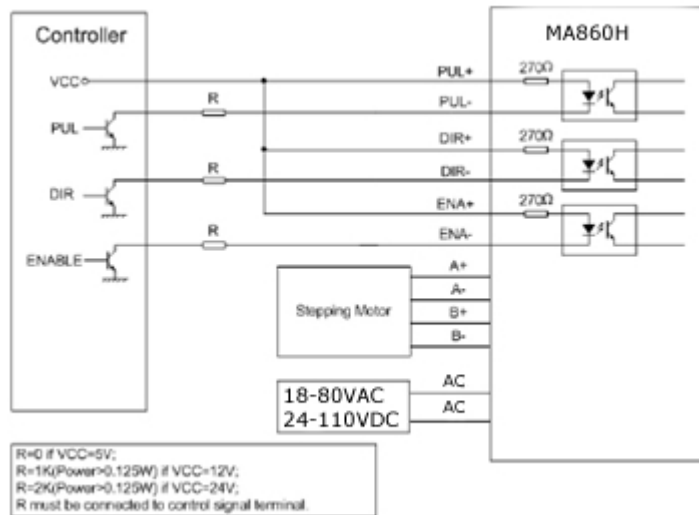 Controller
MA860H
VCC
PUL+
270Ω
R
PUL-
PUL
DIR+
270Ω
R
DIR-
DIR
ENA+
270Ω
R
ENA-
ENABLE
A+
A-
Stepping Motor
B+
B-
18-80VAC
24-110VDC
AC
AC
R=0 if VCC=5V;
R=1K(Power>0.125W) if VCC=12V;
R=2K(Power>0.125W) if VCC=24V;
R must be connected to control signal terminal.